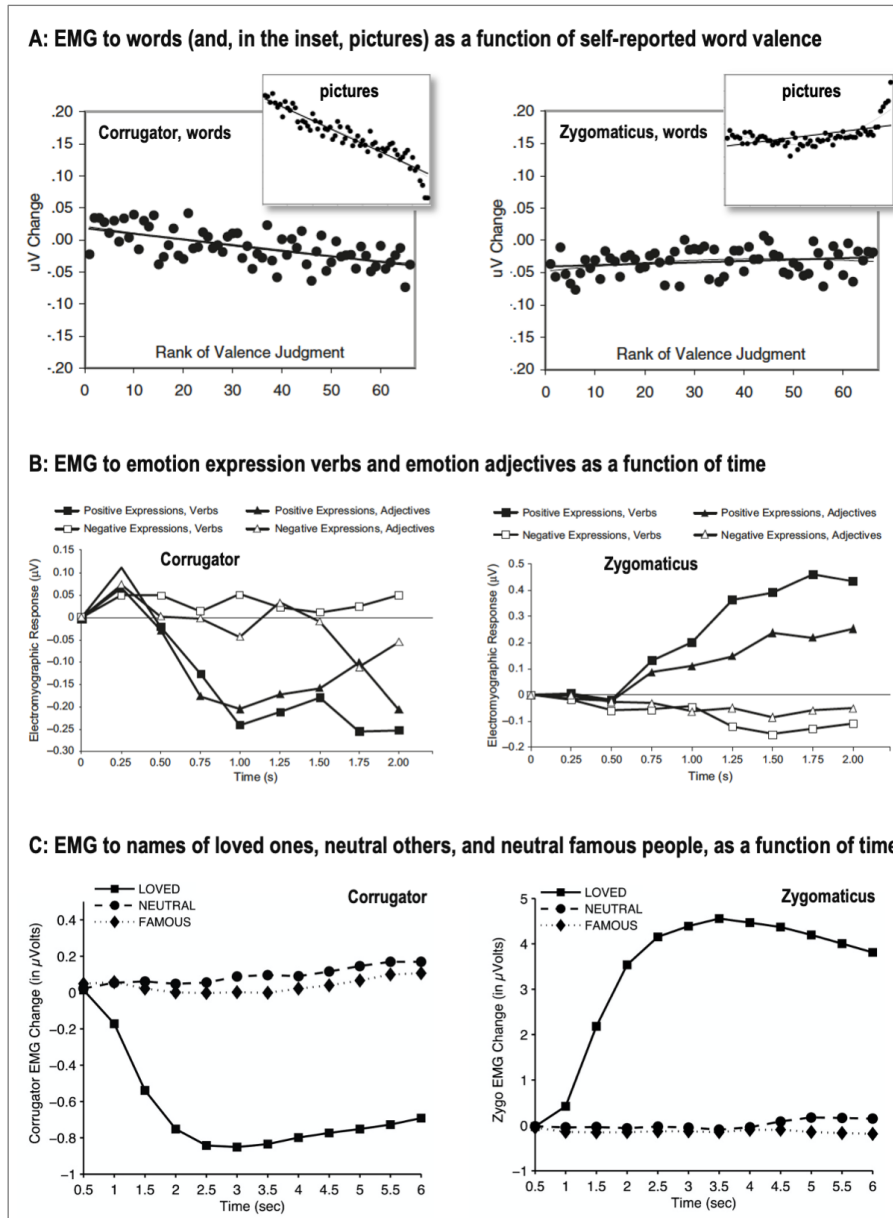 A: EMG to words (and, in the inset, pictures) as a function of self-reported word valence
pictures
Corrugator, words
.20
.15
.10
.05
.00
-.05
-.10
-.15
-.20
uV Change
Rank of Valence Judgment
0 10 20 30 40 50 60
pictures
Zygomaticus, words
.20
.15
.10
.05
.00
-.05
-.10
-.15
-.20
uV Change
Rank of Valence Judgment
0 10 20 30 40 50 60
B: EMG to emotion expression verbs and emotion adjectives as a function of time
Positive Expressions, Verbs Positive Expressions, Adjectives
Negative Expressions, Verbs Negative Expressions, Adjectives
Corrugator
0.15
0.10
0.05
0
−0.05
−0.10
−0.15
−0.20
−0.25
−0.30
Electromyographic Response (µV)
0 0.25 0.50 0.75 1.00 1.25 1.50 1.75 2.00
Time (s)
Positive Expressions, Verbs Positive Expressions, Adjectives
Negative Expressions, Verbs Negative Expressions, Adjectives
Zygomaticus
0.5
0.4
0.3
0.2
0.1
0
−0.1
−0.2
Electromyographic Response (µV)
0 0.25 0.50 0.75 1.00 1.25 1.50 1.75 2.00
Time (s)
C: EMG to names of loved ones, neutral others, and neutral famous people, as a function of time
LOVED
NEUTRAL
FAMOUS
Corrugator
0.4
0.2
0
−0.2
−0.4
−0.6
−0.8
−1
Corrugator EMG Change (in µVolts)
0.5 1 1.5 2 2.5 3 3.5 4 4.5 5 5.5 6
Time (sec)
LOVED
NEUTRAL
FAMOUS
Zygomaticus
5
4
3
2
1
0
−1
Zygo EMG Change (in µVolts)
0.5 1 1.5 2 2.5 3 3.5 4 4.5 5 5.5 6
Time (sec)